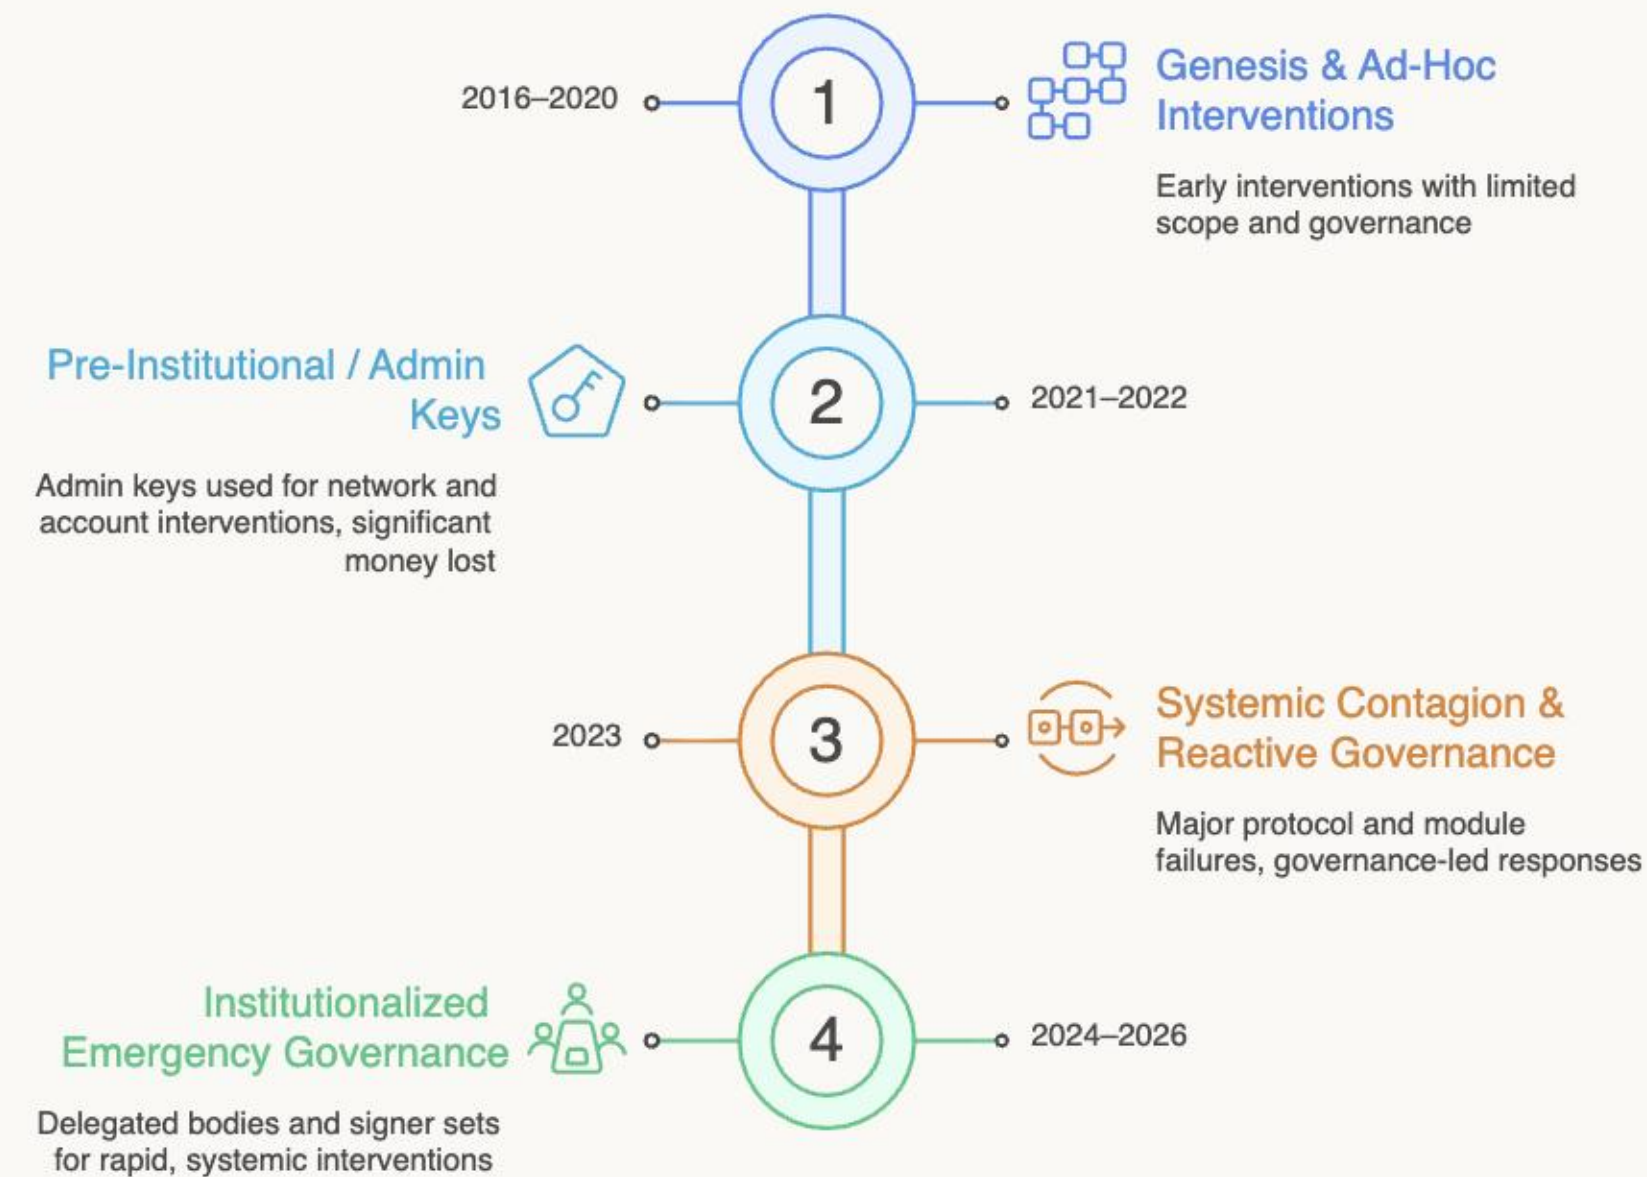 2016–2020
1
Genesis & Ad-Hoc
Interventions
Early interventions with limited
scope and governance
Pre-Institutional / Admin
Keys
Admin keys used for network and
account interventions, significant
money lost
2
2021–2022
2023
3
Systemic Contagion &
Reactive Governance
Major protocol and module
failures, governance-led responses
Institutionalized
Emergency Governance
Delegated bodies and signer sets
for rapid, systemic interventions
4
2024–2026